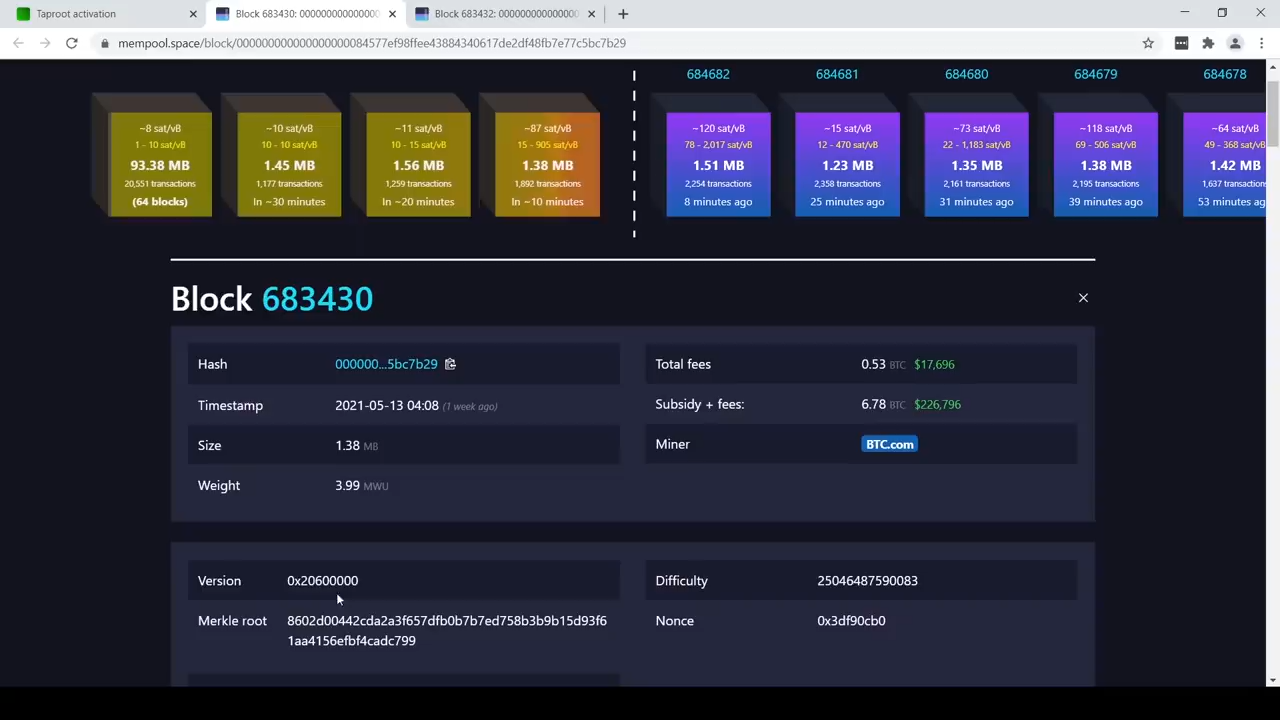 Taproot activation
Block 683430: 0000000000000000
Block 683432: 0000000000000000
mempool.space/block/00000000000000000084577ef98ffee43884340617de2df48fb7e77c5bc7b29
684682 684681 684680 684679 684678
~8 sat/vB ~10 sat/vB ~11 sat/vB ~87 sat/vB ~120 sat/vB ~15 sat/vB ~73 sat/vB ~118 sat/vB ~64 sat/vB
1 - 10 sat/vB 10 - 10 sat/vB 10 - 15 sat/vB 15 - 905 sat/vB 78 - 2,017 sat/vB 12 - 470 sat/vB 22 - 1,183 sat/vB 69 - 506 sat/vB 49 - 368 sat/vB
93.38 MB 1.45 MB 1.56 MB 1.38 MB 1.51 MB 1.23 MB 1.35 MB 1.38 MB 1.42 MB
20,551 transactions 1,177 transactions 1,259 transactions 1,892 transactions 2,254 transactions 2,358 transactions 2,161 transactions 2,195 transactions 1,637 transactions
(64 blocks) In ~30 minutes In ~20 minutes In ~10 minutes 8 minutes ago 25 minutes ago 31 minutes ago 39 minutes ago 53 minutes ago
Block 683430
Hash 000000...5bc7b29
Timestamp 2021-05-13 04:08 (1 week ago)
Size 1.38 MB
Weight 3.99 MWU
Total fees 0.53 BTC $17,696
Subsidy + fees: 6.78 BTC $226,796
Miner BTC.com
Version 0x20600000
Merkle root 8602d00442cda2a3f657dfb0b7b7ed758b3b9b15d93f6
1aa4156efbf4cadc799
Difficulty 25046487590083
Nonce 0x3df90cb0